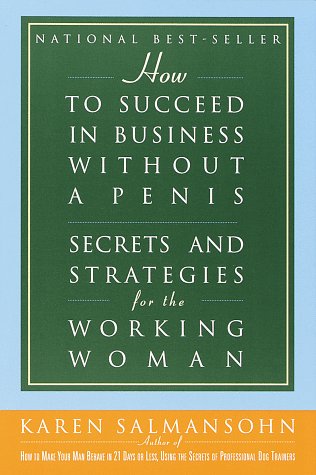 NATIONAL BEST-SELLER
How
TO SUCCEED
IN BUSINESS
WITHOUT
A PENIS
SECRETS AND
STRATEGIES
for the
WORKING
WOMAN
KAREN SALMANSOHN
Author of
HOW TO MAKE YOUR MAN BEHAVE IN 21 DAYS OR LESS, USING THE SECRETS OF PROFESSIONAL DOG TRAINERS